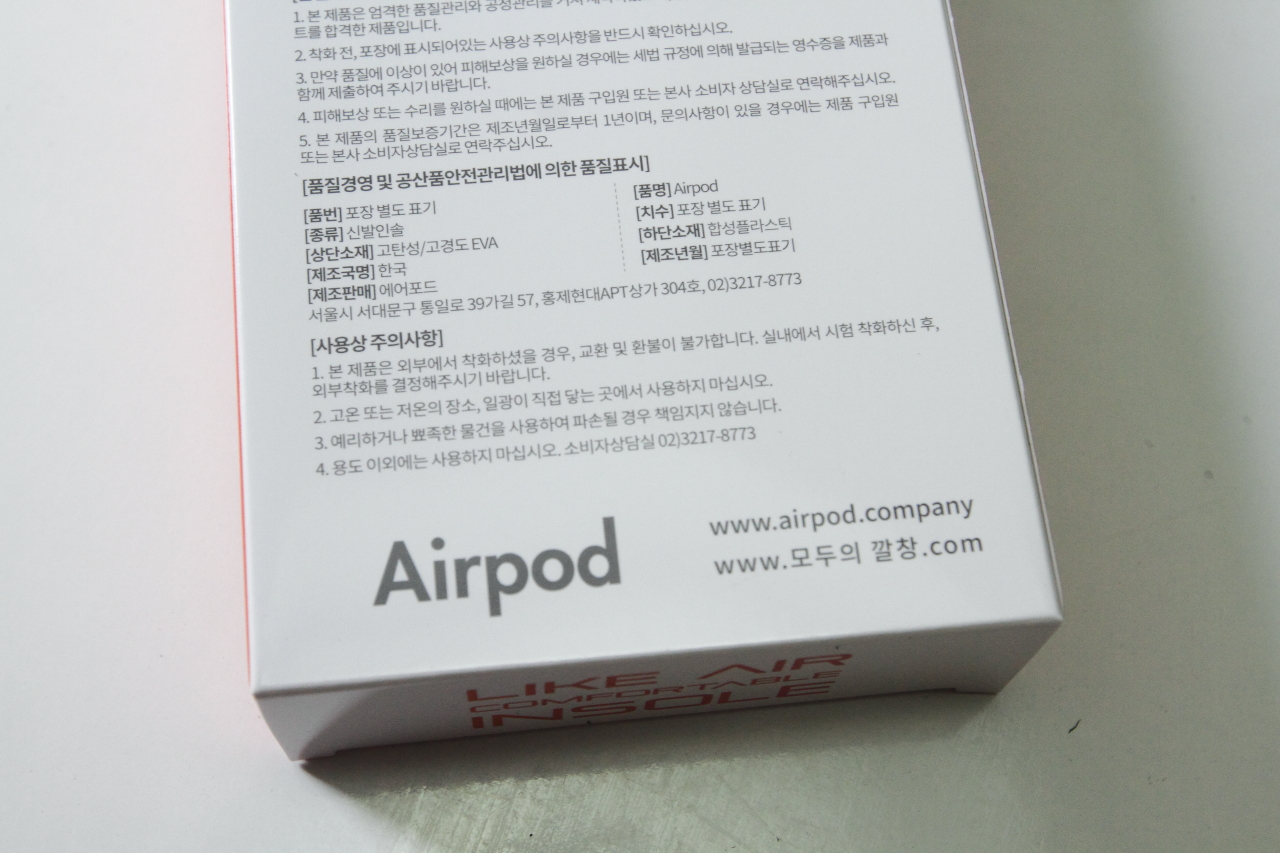 1. 본 제품은 엄격한 품질관리와 공정관리를 거쳐
트를 합격한 제품입니다.
2. 착화 전, 포장에 표시되어있는 사용상 주의사항을 반드시 확인하십시오.
3. 만약 품질에 이상이 있어 피해보상을 원하실 경우에는 세법 규정에 의해 발급되는 영수증을 제품과
함께 제출하여 주시기 바랍니다.
4. 피해보상 또는 수리를 원하실 때에는 본 제품 구입원 또는 본사 소비자 상담실로 연락해주십시오.
5. 본 제품의 품질보증기간은 제조년월일로부터 1년이며, 문의사항이 있을 경우에는 제품 구입원
또는 본사 소비자상담실로 연락주십시오.
[품질경영 및 공산품안전관리법에 의한 품질표시]
[품번] 포장 별도 표기
[종류] 신발인솔
[상단소재] 고탄성/고경도 EVA
[제조국명] 한국
[제조판매] 에어포드
[품명] Airpod
[치수] 포장 별도 표기
[하단소재] 합성플라스틱
[제조년월] 포장별도표기
서울시 서대문구 통일로 39가길 57, 홍제현대APT상가 304호, 02)3217-8773
[사용상 주의사항]
1. 본 제품은 외부에서 착화하셨을 경우, 교환 및 환불이 불가합니다. 실내에서 시험 착화하신 후,
외부착화를 결정해주시기 바랍니다.
2. 고온 또는 저온의 장소, 일광이 직접 닿는 곳에서 사용하지 마십시오.
3. 예리하거나 뾰족한 물건을 사용하여 파손될 경우 책임지지 않습니다.
4. 용도 이외에는 사용하지 마십시오. 소비자상담실 02)3217-8773
Airpod
www.airpod.company
www.모두의 깔창.com
LIKE AIR
COMFORTABLE
INSOLE